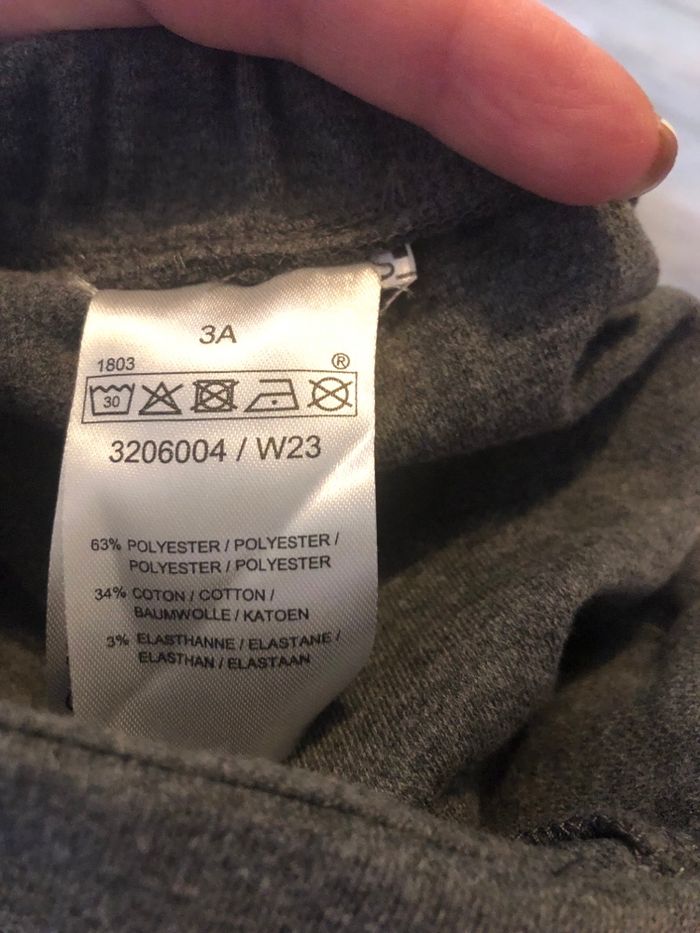 S
3A
1803 ®
30
3206004 / W23
63% POLYESTER / POLYESTER /
POLYESTER / POLYESTER
34% COTON / COTTON /
BAUMWOLLE / KATOEN
3% ELASTHANNE / ELASTANE /
ELASTHAN / ELASTAAN